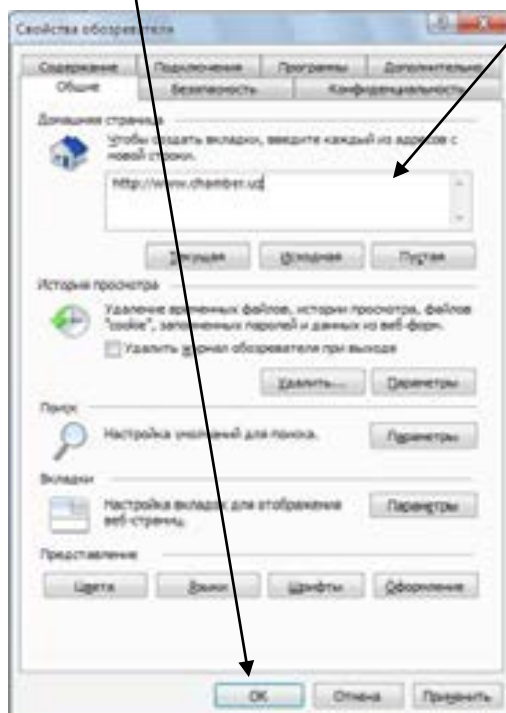 Свойства обозревателя
Содержание Подключения Программы Дополнительно
Общие Безопасность Конфиденциальность
Домашняя страница
Чтобы создать вкладки, введите каждый из адресов с
новой строки.
http://www.chamber.uz
Текущая Исходная Пустая
История просмотра
Удаление временных файлов, истории просмотра, файлов
"cookie", запомненных паролей и данных из веб-форм.
Удалить журнал обозревателя при выходе
Удалить... Параметры
Поиск
Настройка умолчаний для поиска. Параметры
Вкладки
Настройка вкладок для отображения
веб-страниц. Параметры
Представление
Цвета Языки Шрифты Оформление
OK Отмена Применить